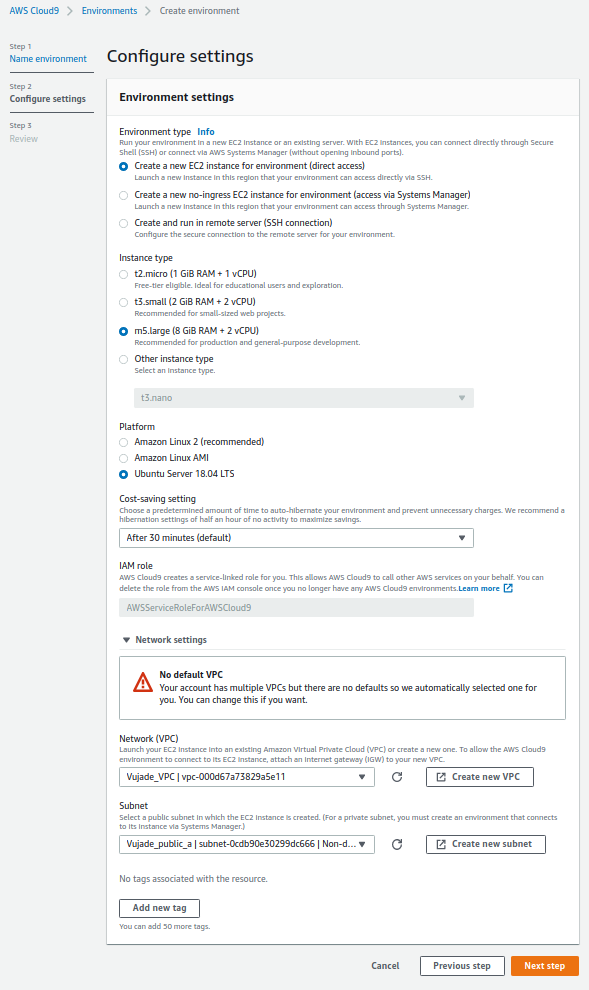 AWS Cloud9 > Environments > Create environment
Step 1
Name environment
Step 2
Configure settings
Step 3
Review
Configure settings
Environment settings
Environment type Info
Run your environment in a new EC2 instance or an existing server. With EC2 instances, you can connect directly through Secure
Shell (SSH) or connect via AWS Systems Manager (without opening inbound ports).
Create a new EC2 instance for environment (direct access)
Launch a new instance in this region that your environment can access directly via SSH.
Create a new no-ingress EC2 instance for environment (access via Systems Manager)
Launch a new instance in this region that your environment can access through Systems Manager.
Create and run in remote server (SSH connection)
Configure the secure connection to the remote server for your environment.
Instance type
t2.micro (1 GiB RAM + 1 vCPU)
Free-tier eligible. Ideal for educational users and exploration.
t3.small (2 GiB RAM + 2 vCPU)
Recommended for small-sized web projects.
m5.large (8 GiB RAM + 2 vCPU)
Recommended for production and general-purpose development.
Other instance type
Select an instance type.
t3.nano
Platform
Amazon Linux 2 (recommended)
Amazon Linux AMI
Ubuntu Server 18.04 LTS
Cost-saving setting
Choose a predetermined amount of time to auto-hibernate your environment and prevent unnecessary charges. We recommend a
hibernation settings of half an hour of no activity to maximize savings.
After 30 minutes (default)
IAM role
AWS Cloud9 creates a service-linked role for you. This allows AWS Cloud9 to call other AWS services on your behalf. You can
delete the role from the AWS IAM console once you no longer have any AWS Cloud9 environments. Learn more
AWSServiceRoleForAWSCloud9
Network settings
No default VPC
Your account has multiple VPCs but there are no defaults so we automatically selected one for
you. You can change this if you want.
Network (VPC)
Launch your EC2 instance into an existing Amazon Virtual Private Cloud (VPC) or create a new one. To allow the AWS Cloud9
environment to connect to its EC2 instance, attach an internet gateway (IGW) to your new VPC.
Vujade_VPC | vpc-000d67a73829a5e11
Create new VPC
Subnet
Select a public subnet in which the EC2 instance is created. (For a private subnet, you must create an environment that connects
to its instance via Systems Manager.)
Vujade_public_a | subnet-0cdb90e30299dc666 | Non-d...
Create new subnet
No tags associated with the resource.
Add new tag
You can add 50 more tags.
Cancel
Previous step
Next step